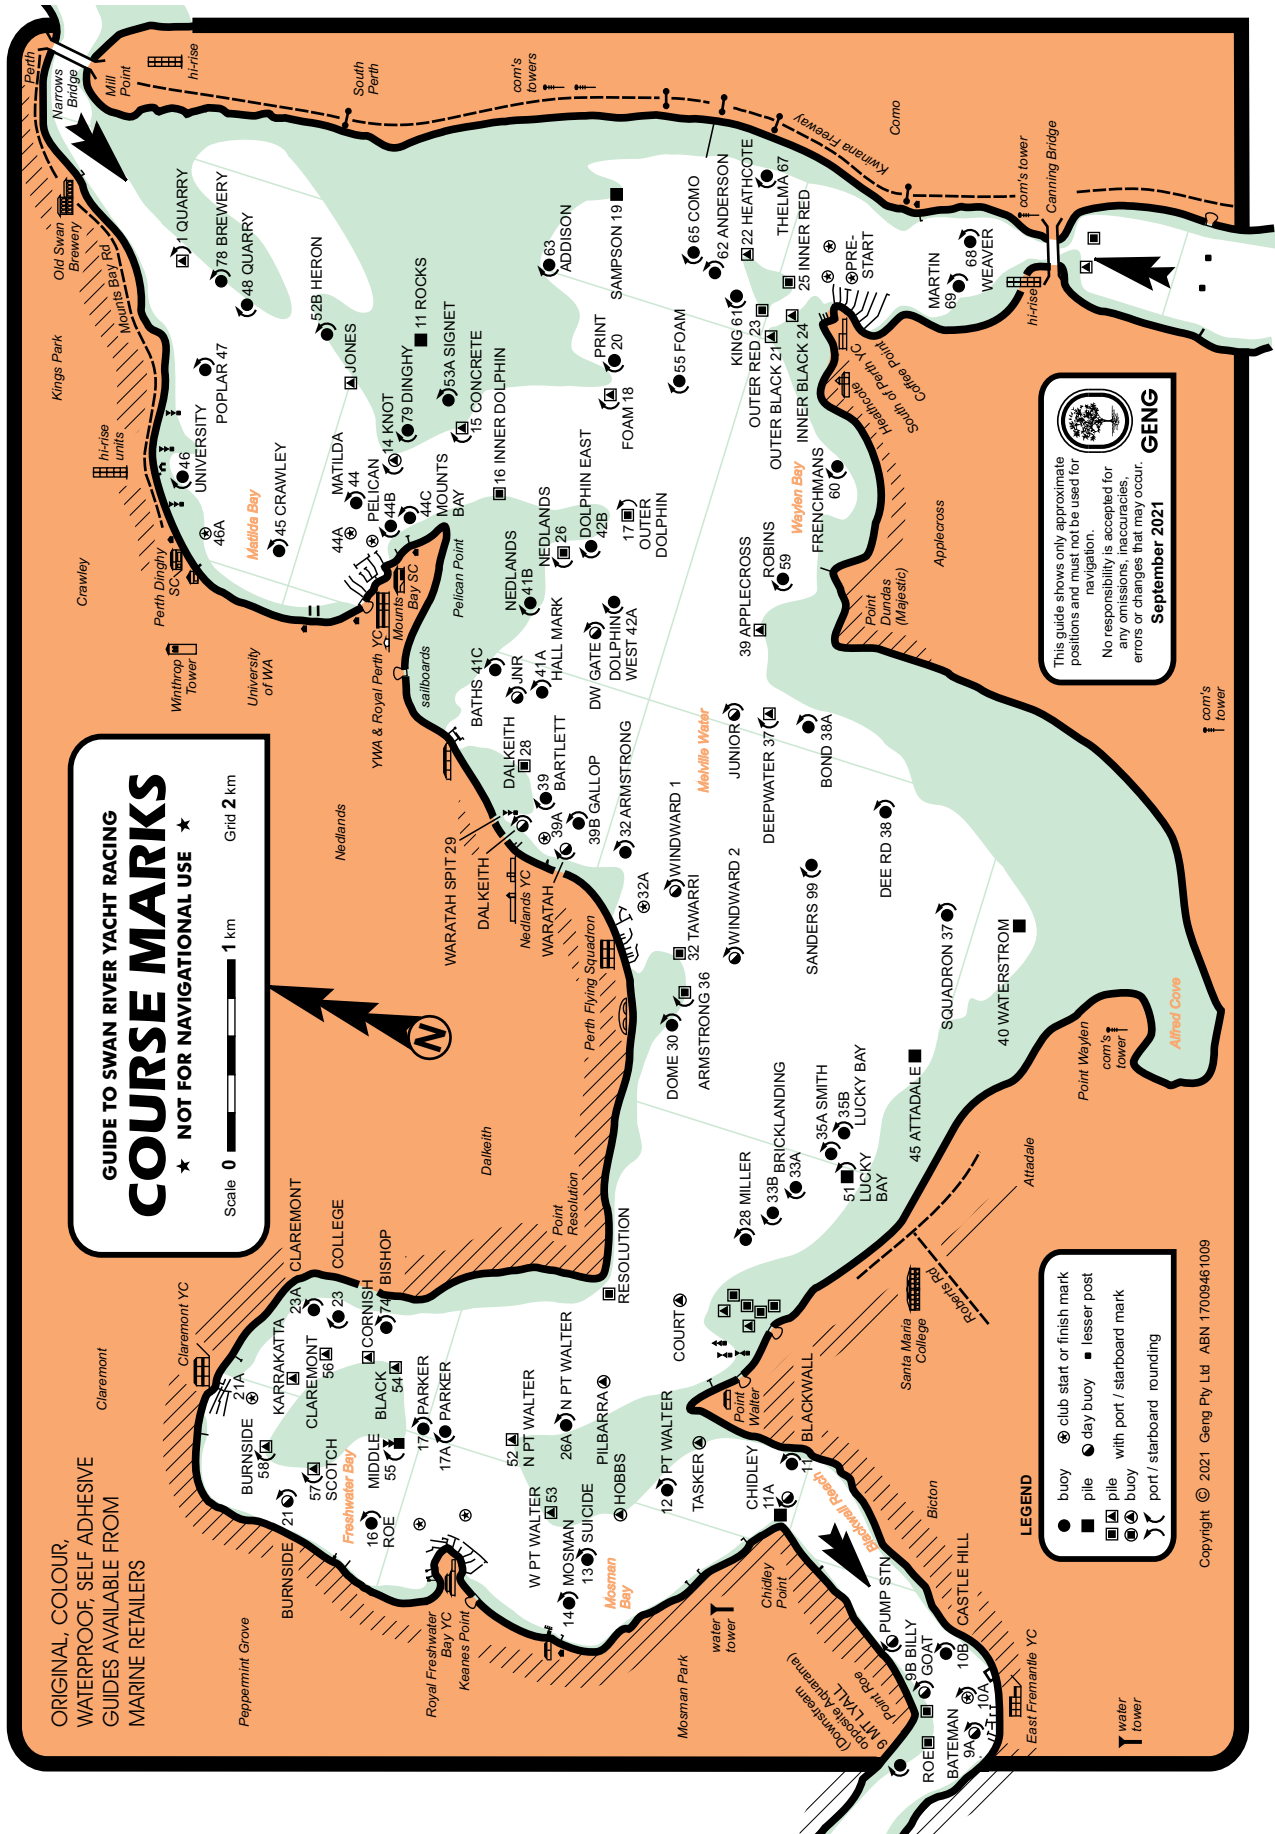 GUIDE TO SWAN RIVER YACHT RACING
COURSE MARKS
★ NOT FOR NAVIGATIONAL USE ★
Scale 0
1 km
Grid 2 km
N
ORIGINAL, COLOUR,
WATERPROOF, SELF ADHESIVE
GUIDES AVAILABLE FROM
MARINE RETAILERS
Peppermint Grove
Claremont
Claremont YC
Royal Freshwater
Bay YC
Keanes Point
Mosman Park
water
tower
Chidley
Point
9 MT LYALL
(Downstream
opposite Aquarama)
Point Roe
BURNSIDE
21
BURNSIDE
58
21A
KARRAKATTA
23A
CLAREMONT
23
COLLEGE
CLAREMONT
56
57
SCOTCH
CORNISH
74
BISHOP
BLACK
54
MIDDLE
55
16
ROE
17 PARKER
17A PARKER
Freshwater Bay
52
N PT WALTER
26A
N PT WALTER
W PT WALTER
53
14 MOSMAN
13 SUICIDE
PILBARRA
HOBBS
Mosman
Bay
12 PT WALTER
TASKER
CHIDLEY
11A
11
BLACKWALL
Blackwall Reach
Bicton
PUMP STN
9B BILLY
GOAT
10B
CASTLE HILL
ROE
BATEMAN
9A
10A
East Fremantle YC
water
tower
RESOLUTION
COURT
Point
Walter
Point
Resolution
Dalkeith
Nedlands
Perth Flying Squadron
DOME 30
ARMSTRONG 36
32 TAWARRI
32A
WINDWARD 1
WINDWARD 2
28 MILLER
33B BRICKLANDING
33A
35A SMITH
35B
LUCKY BAY
51
LUCKY
BAY
45 ATTADALE
40 WATERSTROM
SQUADRON 37
DEE RD 38
SANDERS 99
BOND 38A
DEEPWATER 37
JUNIOR
Melville Water
Santa Maria
College
Roberts Rd
Attadale
Point Waylen
com's
tower
Alfred Cove
WARATAH SPIT 29
DALKEITH
Nedlands YC
WARATAH
39A
39
BARTLETT
39B GALLOP
32 ARMSTRONG
DALKEITH
28
BATHS 41C
JNR
41A
HALL MARK
NEDLANDS
41B
DW GATE
DOLPHIN
WEST 42A
NEDLANDS
26
DOLPHIN EAST
42B
17
OUTER
DOLPHIN
sailboards
Pelican Point
YWA & Royal Perth YC
Mounts
Bay SC
University
of WA
Winthrop
Tower
Perth Dinghy
SC
Crawley
hi-rise
units
Kings Park
Mounts Bay Rd
Old Swan
Brewery
Perth
Narrows
Bridge
Mill
Point
hi-rise
South
Perth
com's
towers
1 QUARRY
78 BREWERY
48 QUARRY
52B HERON
POPLAR 47
46
UNIVERSITY
46A
Matilda Bay
45 CRAWLEY
JONES
MATILDA
44
44A
PELICAN
44B
44C
MOUNTS
BAY
14 KNOT
79 DINGHY
11 ROCKS
53A SIGNET
15 CONCRETE
16 INNER DOLPHIN
63
ADDISON
SAMPSON 19
PRINT
20
FOAM 18
55 FOAM
65 COMO
62 ANDERSON
22 HEATHCOTE
THELMA 67
25 INNER RED
KING 61
OUTER RED 23
OUTER BLACK 21
INNER BLACK 24
PRE-
START
Kwinana Freeway
Como
com's tower
Canning Bridge
MARTIN
69
68
WEAVER
hi-rise
Coffee Point
South of Perth YC
Heathcote
FRENCHMANS
60
Waylen Bay
ROBINS
59
39 APPLECROSS
Point
Dundas
(Majestic)
Applecross
com's
tower
This guide shows only approximate
positions and must not be used for
navigation.
No responsibility is accepted for
any omissions, inaccuracies,
errors or changes that may occur.
September 2021
GENG
LEGEND
buoy
club start or finish mark
pile
day buoy
lesser post
pile
buoy
with port / starboard mark
port / starboard rounding
Copyright © 2021 Geng Pty Ltd ABN 17009461009